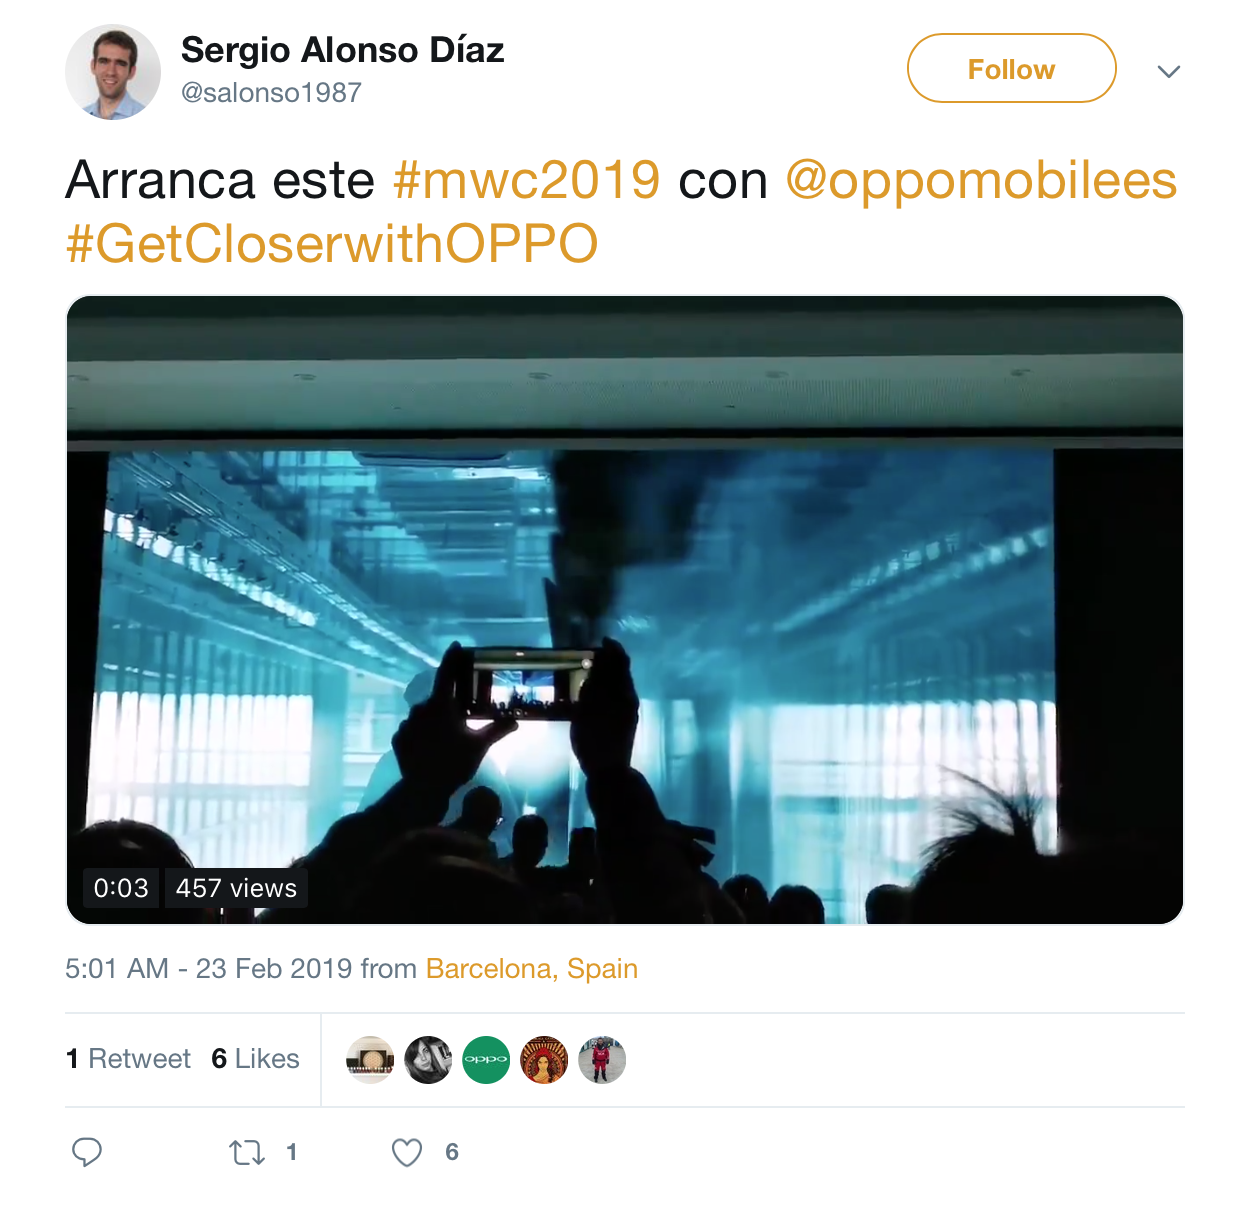 Sergio Alonso Díaz
@salonso1987
Follow
Arranca este #mwc2019 con @oppomobilees
#GetCloserwithOPPO
0:03 457 views
5:01 AM - 23 Feb 2019 from Barcelona, Spain
1 Retweet 6 Likes
oppo
1 6